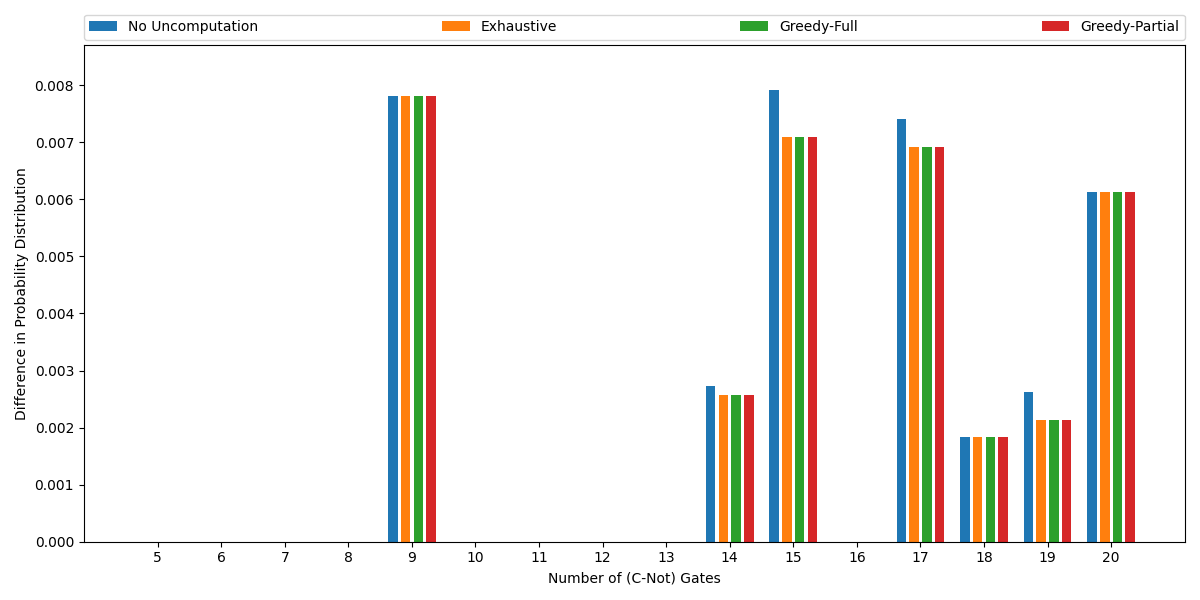 No Uncomputation Exhaustive Greedy-Full Greedy-Partial
Difference in Probability Distribution
0.008
0.007
0.006
0.005
0.004
0.003
0.002
0.001
0.000
5 6 7 8 9 10 11 12 13 14 15 16 17 18 19 20
Number of (C-Not) Gates